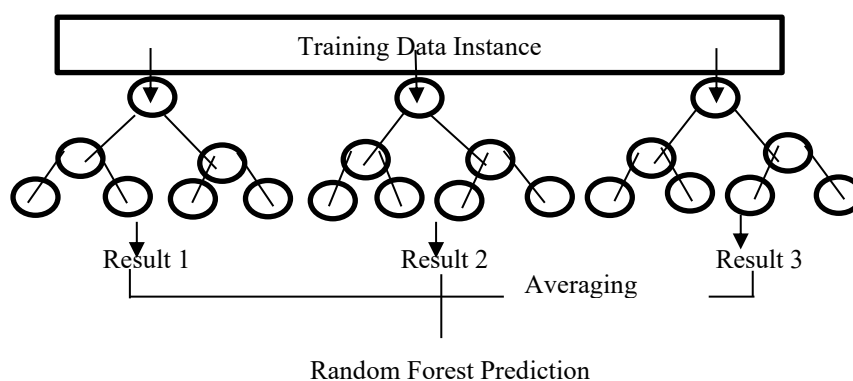 Training Data Instance
Result 1 Result 2 Result 3
Averaging
Random Forest Prediction